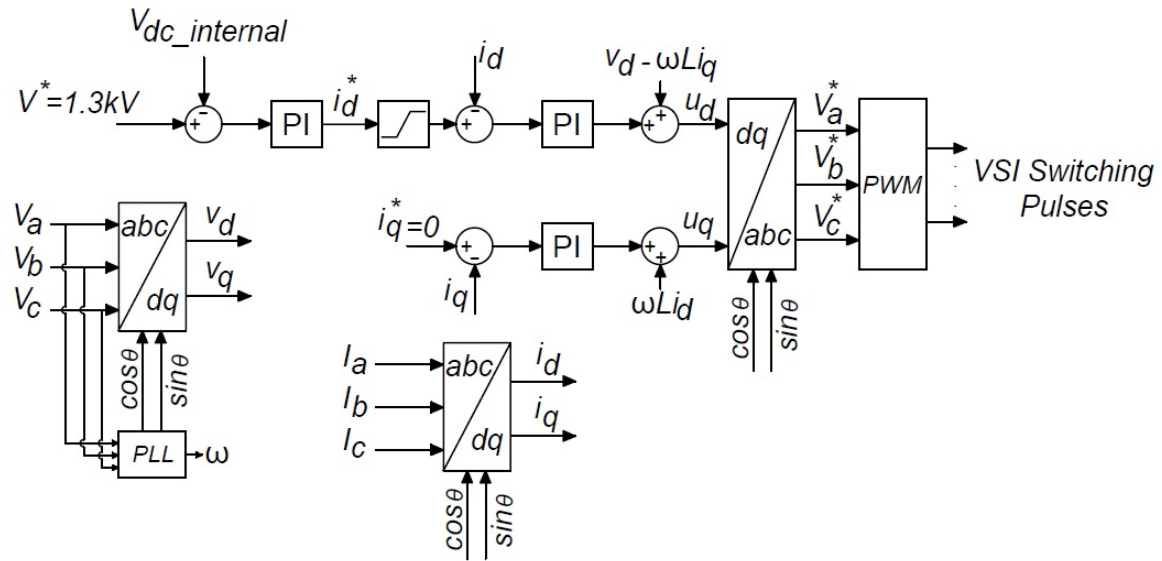 V_dc_internal
V*=1.3kV
-
+
PI
i_d*
i_d
-
+
PI
v_d - ωLi_q
+
+
u_d
dq
abc
V_a*
V_b*
V_c*
PWM
VSI Switching
Pulses
cosθ
sinθ
i_q*=0
+
-
i_q
PI
+
+
ωLi_d
u_q
V_a
V_b
V_c
abc
dq
v_d
v_q
cosθ
sinθ
PLL
ω
I_a
I_b
I_c
abc
dq
i_d
i_q
cosθ
sinθ